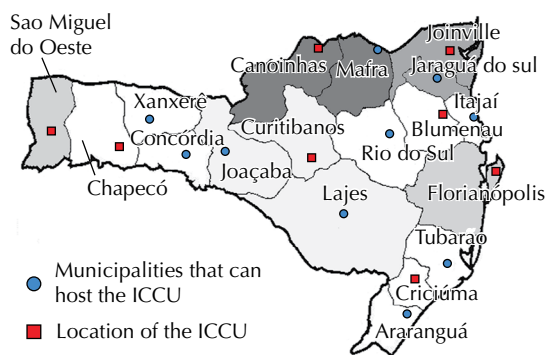 Sao Miguel
do Oeste
Joinville
Canoinhas
Mafra
Jaraguá do sul
Xanxerê
Itajaí
Curitibanos
Blumenau
Concórdia
Rio do Sul
Joaçaba
Chapecó
Lajes
Florianópolis
Tubarao
Municipalities that can
host the ICCU
Criciúma
Location of the ICCU
Araranguá